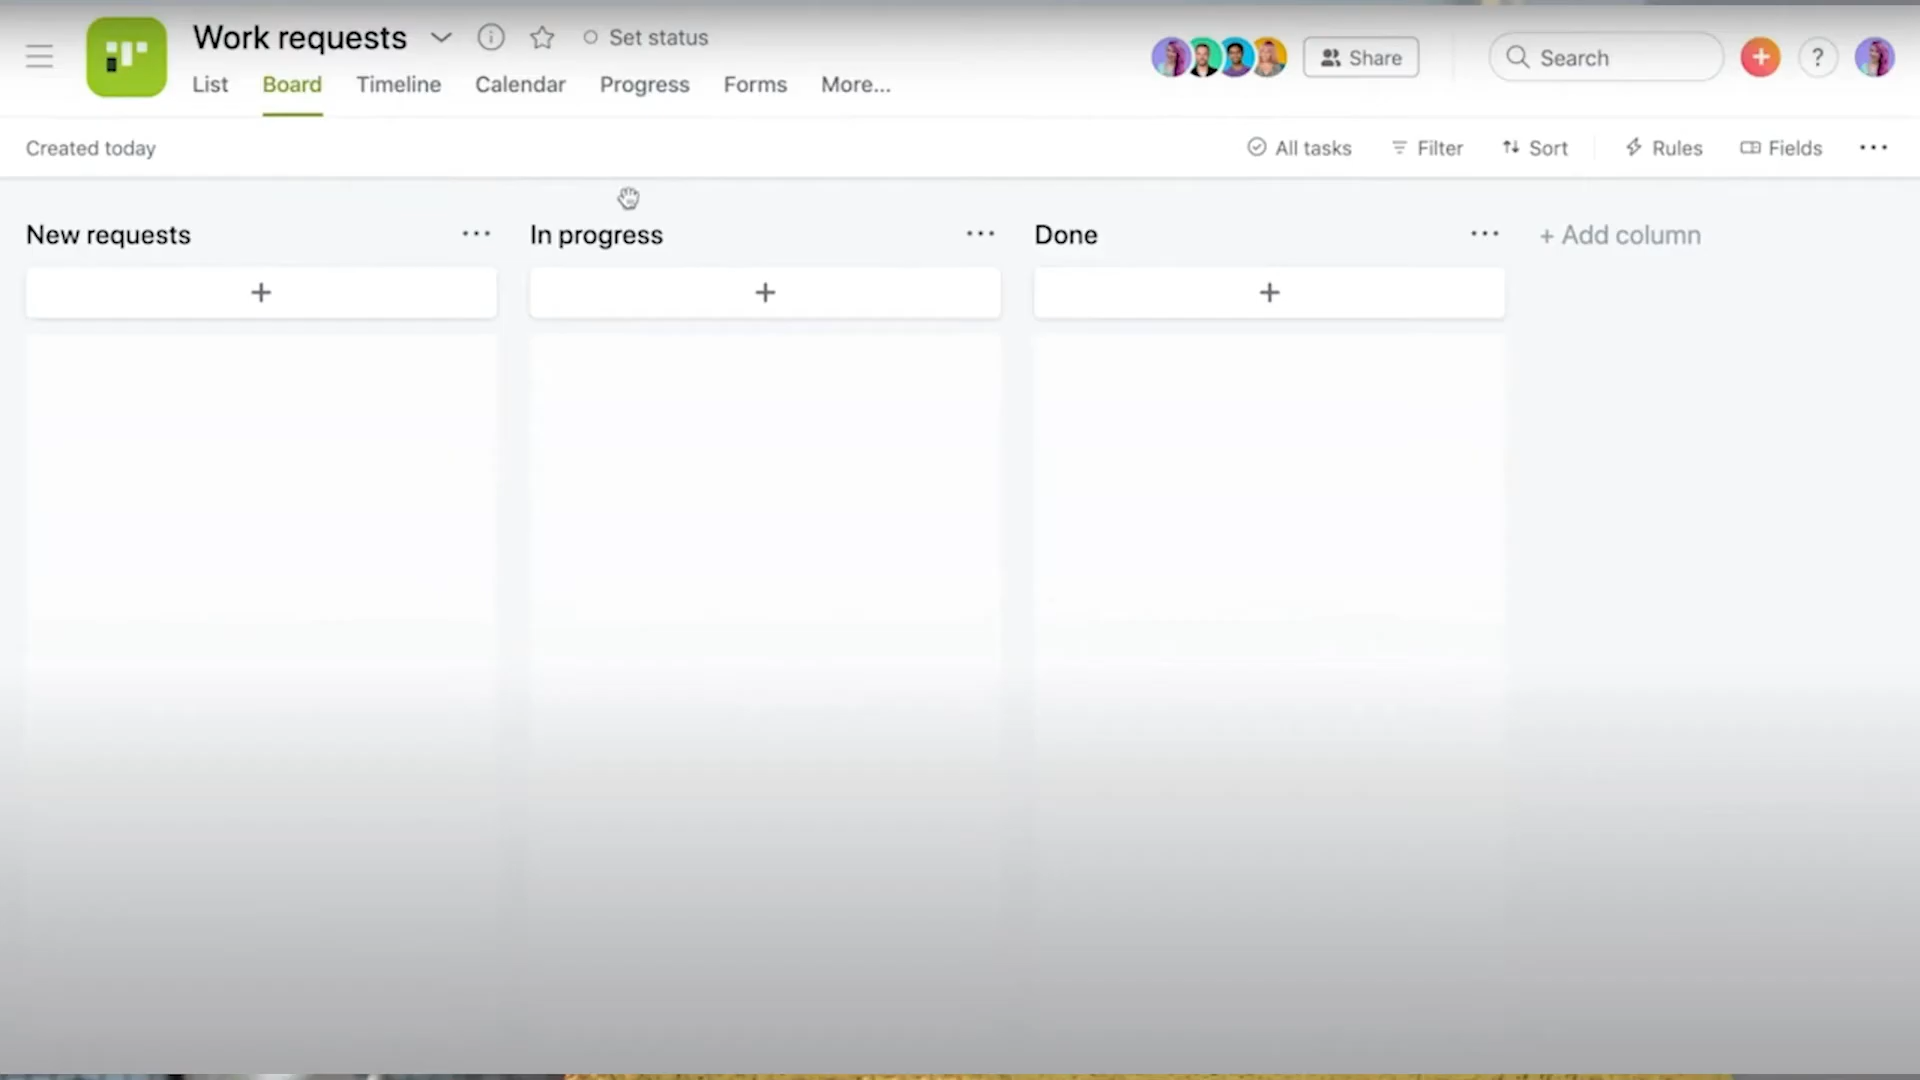 Work requests
Set status
List Board Timeline Calendar Progress Forms More...
Share
Search
?
Created today
All tasks Filter Sort Rules Fields ...
New requests ...
In progress ...
Done ...
+ Add column
+ + +